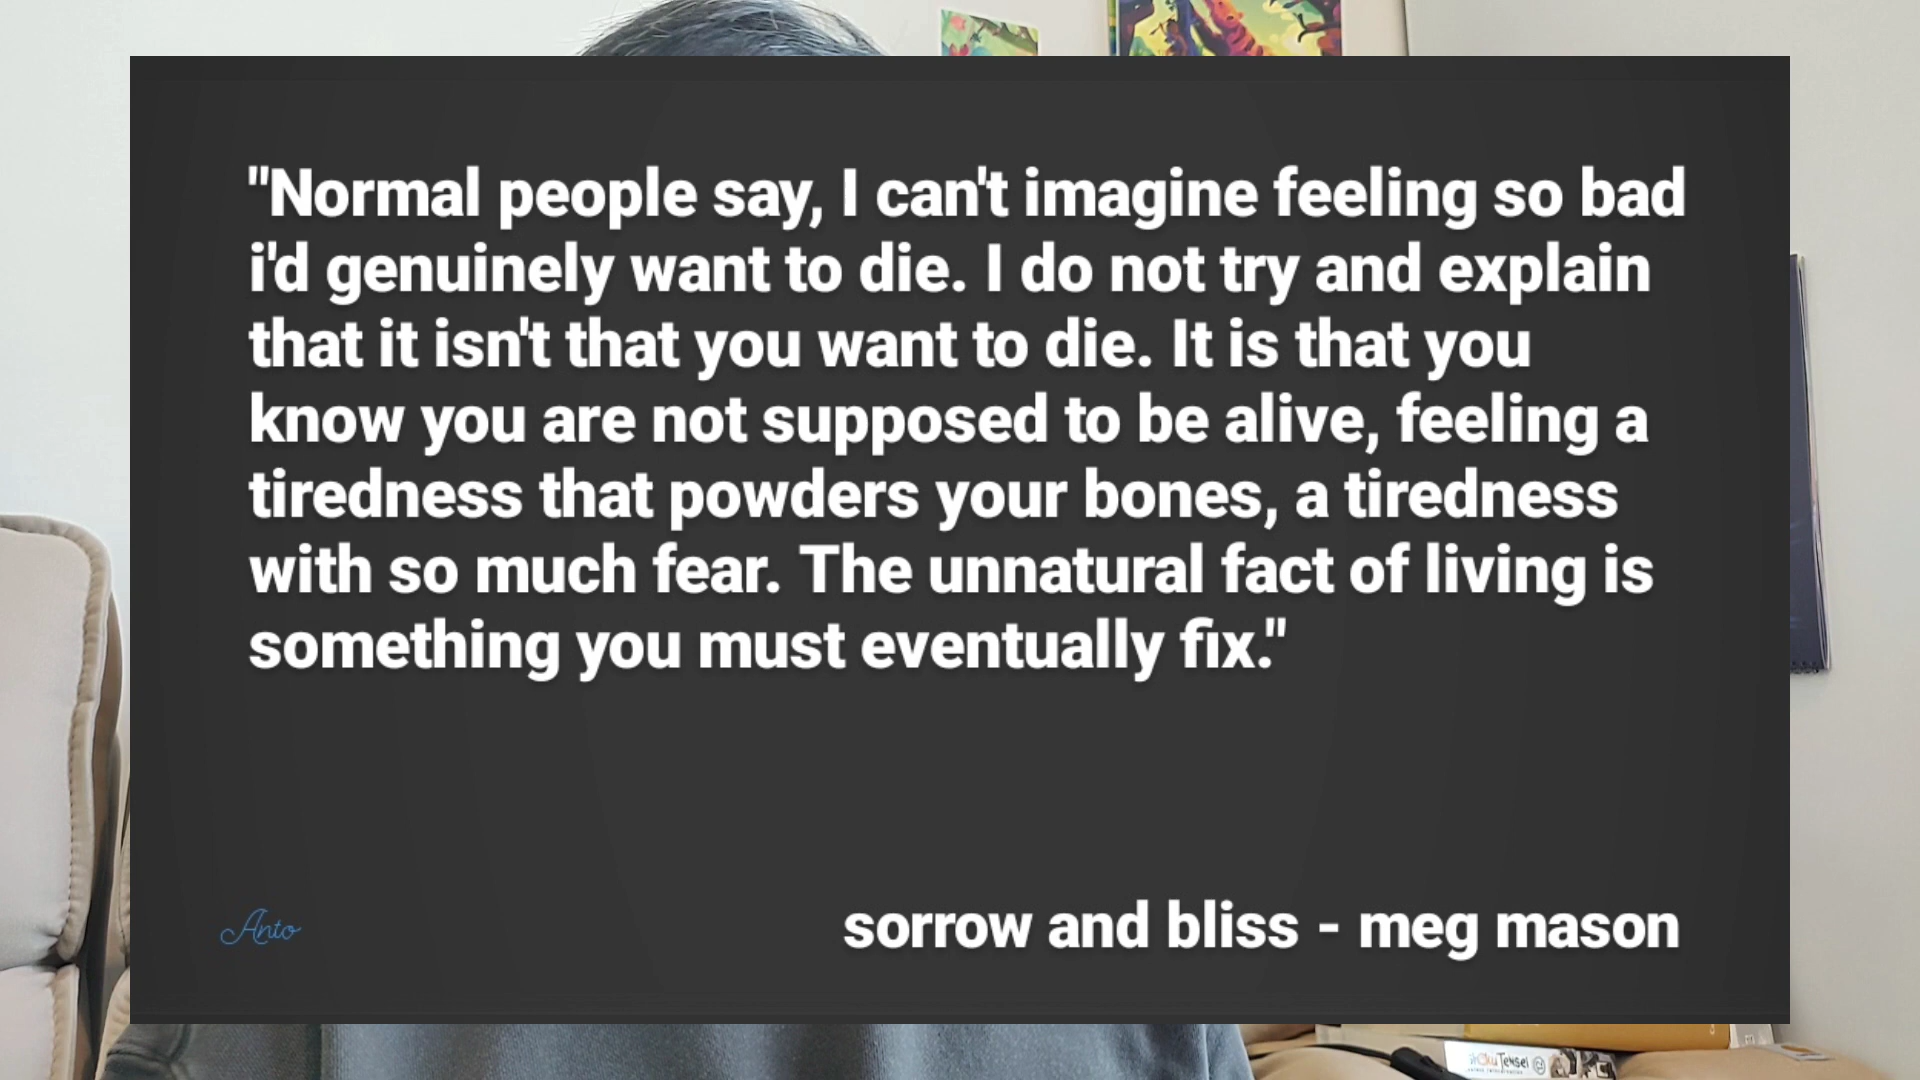 "Normal people say, I can't imagine feeling so bad
i'd genuinely want to die. I do not try and explain
that it isn't that you want to die. It is that you
know you are not supposed to be alive, feeling a
tiredness that powders your bones, a tiredness
with so much fear. The unnatural fact of living is
something you must eventually fix."
Anto
sorrow and bliss - meg mason